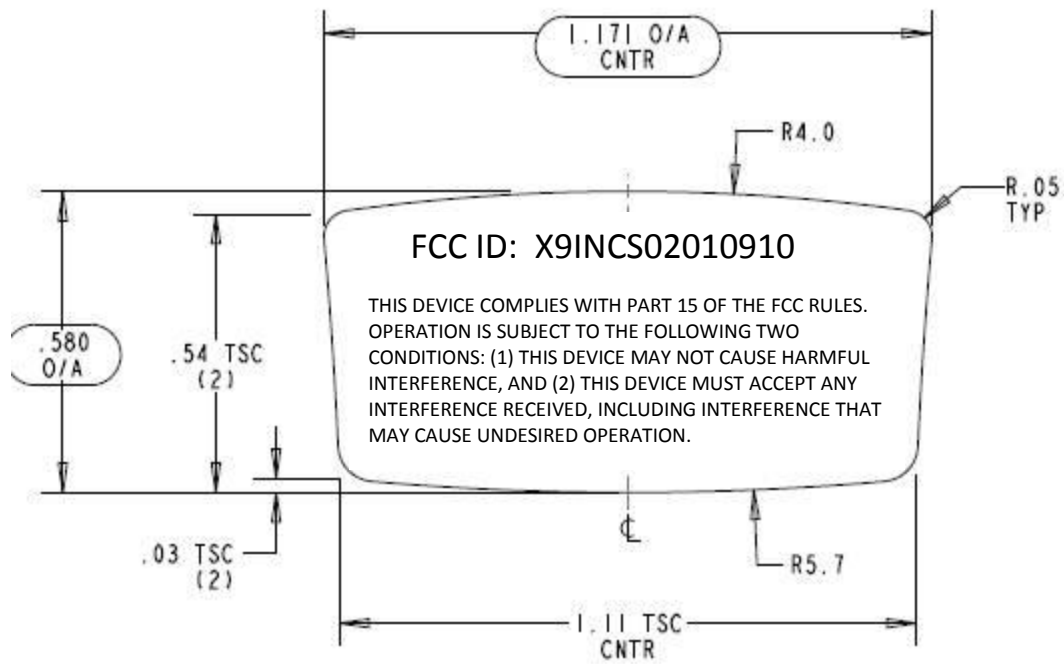 1.171 O/A
CNTR
R4.0
R.05
TYP
FCC ID: X9INCS02010910
THIS DEVICE COMPLIES WITH PART 15 OF THE FCC RULES.
OPERATION IS SUBJECT TO THE FOLLOWING TWO
CONDITIONS: (1) THIS DEVICE MAY NOT CAUSE HARMFUL
INTERFERENCE, AND (2) THIS DEVICE MUST ACCEPT ANY
INTERFERENCE RECEIVED, INCLUDING INTERFERENCE THAT
MAY CAUSE UNDESIRED OPERATION.
.580
O/A
.54 TSC
(2)
.03 TSC
(2)
R5.7
1.11 TSC
CNTR